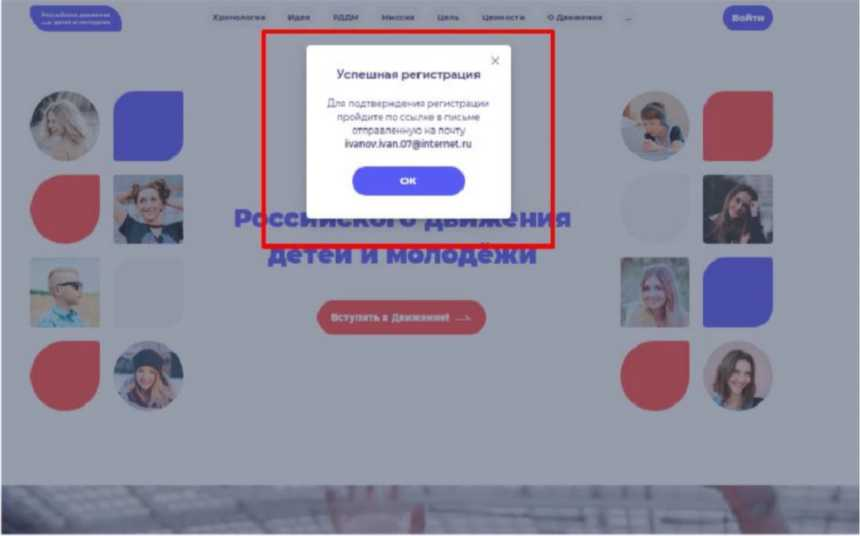 Российское движение
детей и молодёжи
Хронология Идея РДДМ Миссия Цель Ценности О Движении ...
Войти
Успешная регистрация
Для подтверждения регистрации
пройдите по ссылке в письме
отправленную на почту
ivanov.ivan.07@internet.ru
ОК
Российского движения
детей и молодёжи
Вступить в Движение!